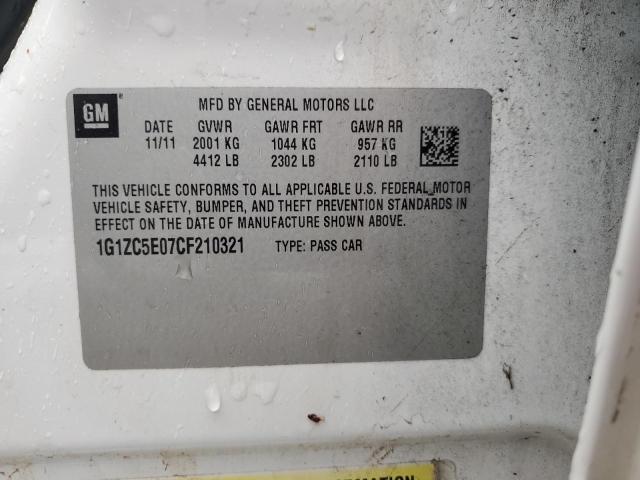 GM ® MFD BY GENERAL MOTORS LLC
DATE GVWR GAWR FRT GAWR RR
11/11 2001 KG 1044 KG 957 KG
4412 LB 2302 LB 2110 LB
THIS VEHICLE CONFORMS TO ALL APPLICABLE U.S. FEDERAL MOTOR
VEHICLE SAFETY, BUMPER, AND THEFT PREVENTION STANDARDS IN
EFFECT ON THE DATE OF MANUFACTURE SHOWN ABOVE.
1G1ZC5E07CF210321 TYPE: PASS CAR